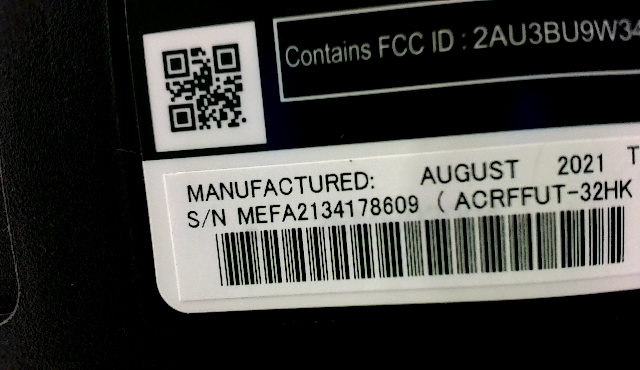 Contains FCC ID : 2AU3BU9W34
MANUFACTURED: AUGUST 2021 T
S/N MEFA2134178609 ( ACRFFUT-32HK